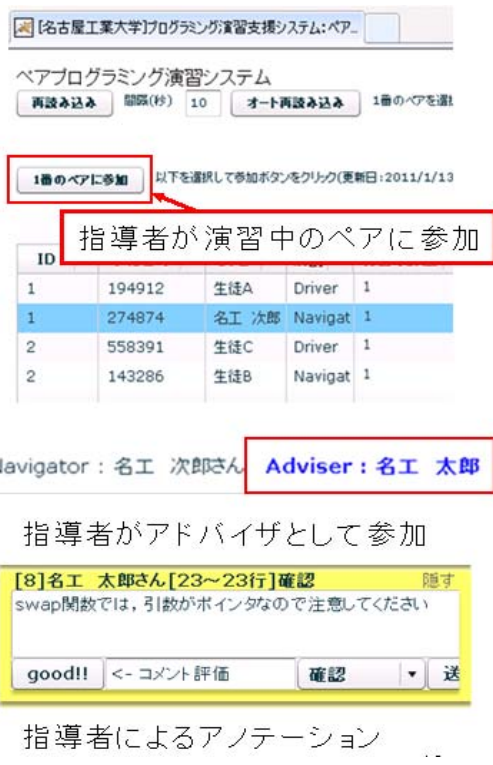 [名古屋工業大学]プログラミング演習支援システム:ペア...
ペアプログラミング演習システム
再読み込み 間隔(秒) 10 オート再読み込み 1番のペアを選
1番のペアに参加 以下を選択して参加ボタンをクリック(更新日:2011/1/13
指導者が演習中のペアに参加
ID
1 194912 生徒A Driver 1
1 274874 名工 次郎 Navigat 1
2 558391 生徒C Driver 1
2 143286 生徒B Navigat 1
Navigator : 名工 次郎さん Adviser : 名工 太郎
指導者がアドバイザとして参加
[8]名工 太郎さん[23～23行]確認 隠す
swap関数では,引数がポインタなので注意してください
good!! <- コメント評価 確認 送
指導者によるアノテーション